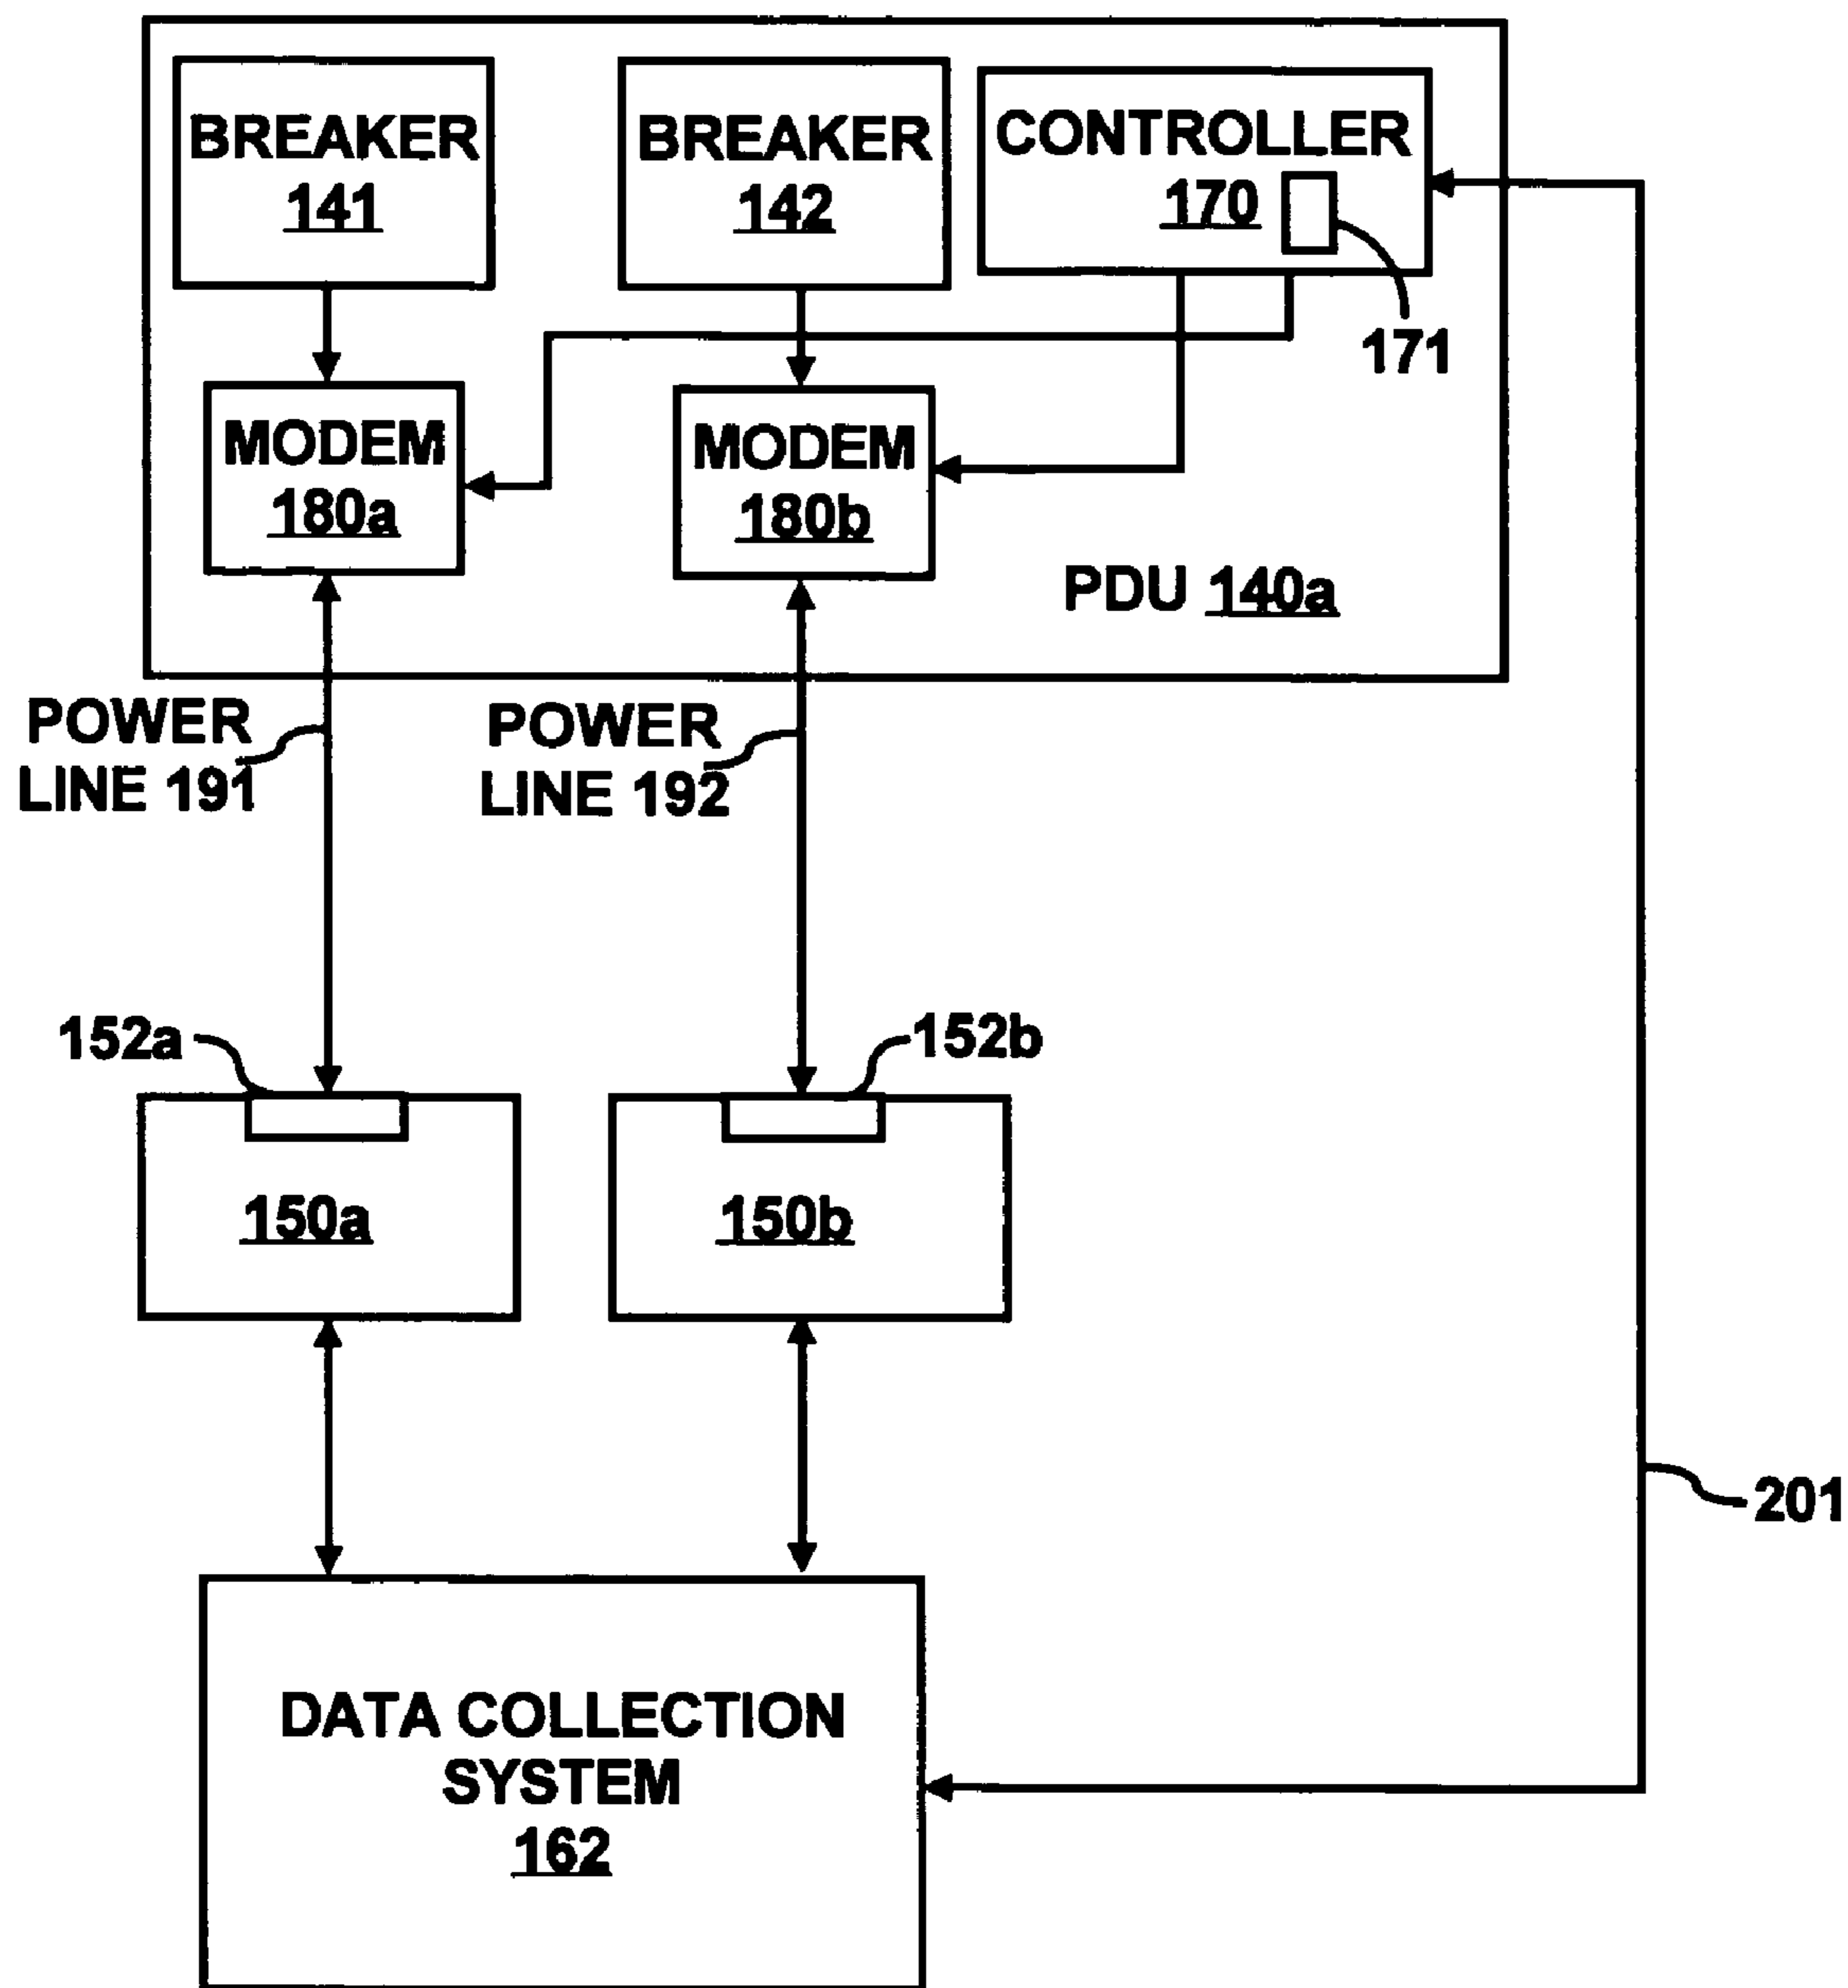 BREAKER
141
BREAKER
142
CONTROLLER
170
171
MODEM
180a
MODEM
180b
PDU 140a
POWER
LINE 191
POWER
LINE 192
152a
152b
150a
150b
201
DATA COLLECTION
SYSTEM
162